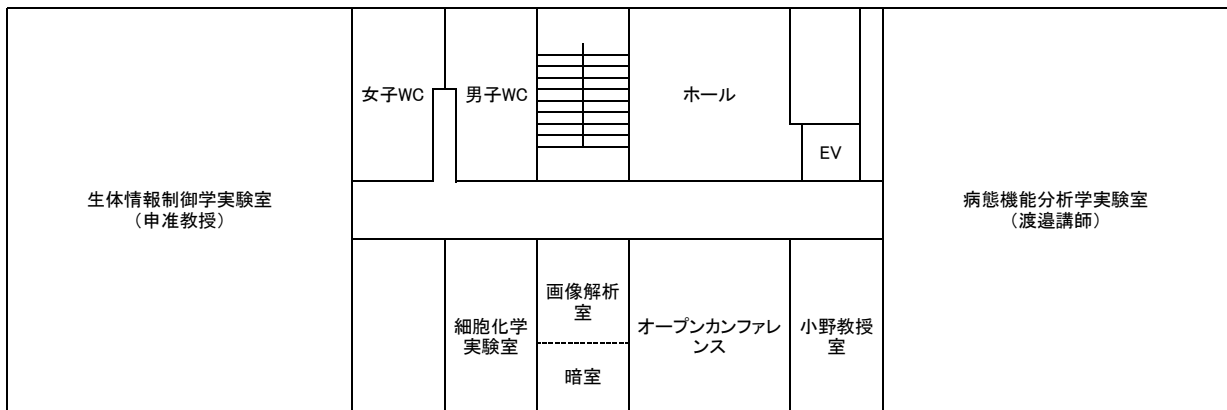 女子WC
男子WC
ホール
EV
生体情報制御学実験室
（申准教授）
病態機能分析学実験室
（渡邉講師）
細胞化学
実験室
画像解析
室
暗室
オープンカンファレ
ンス
小野教授
室